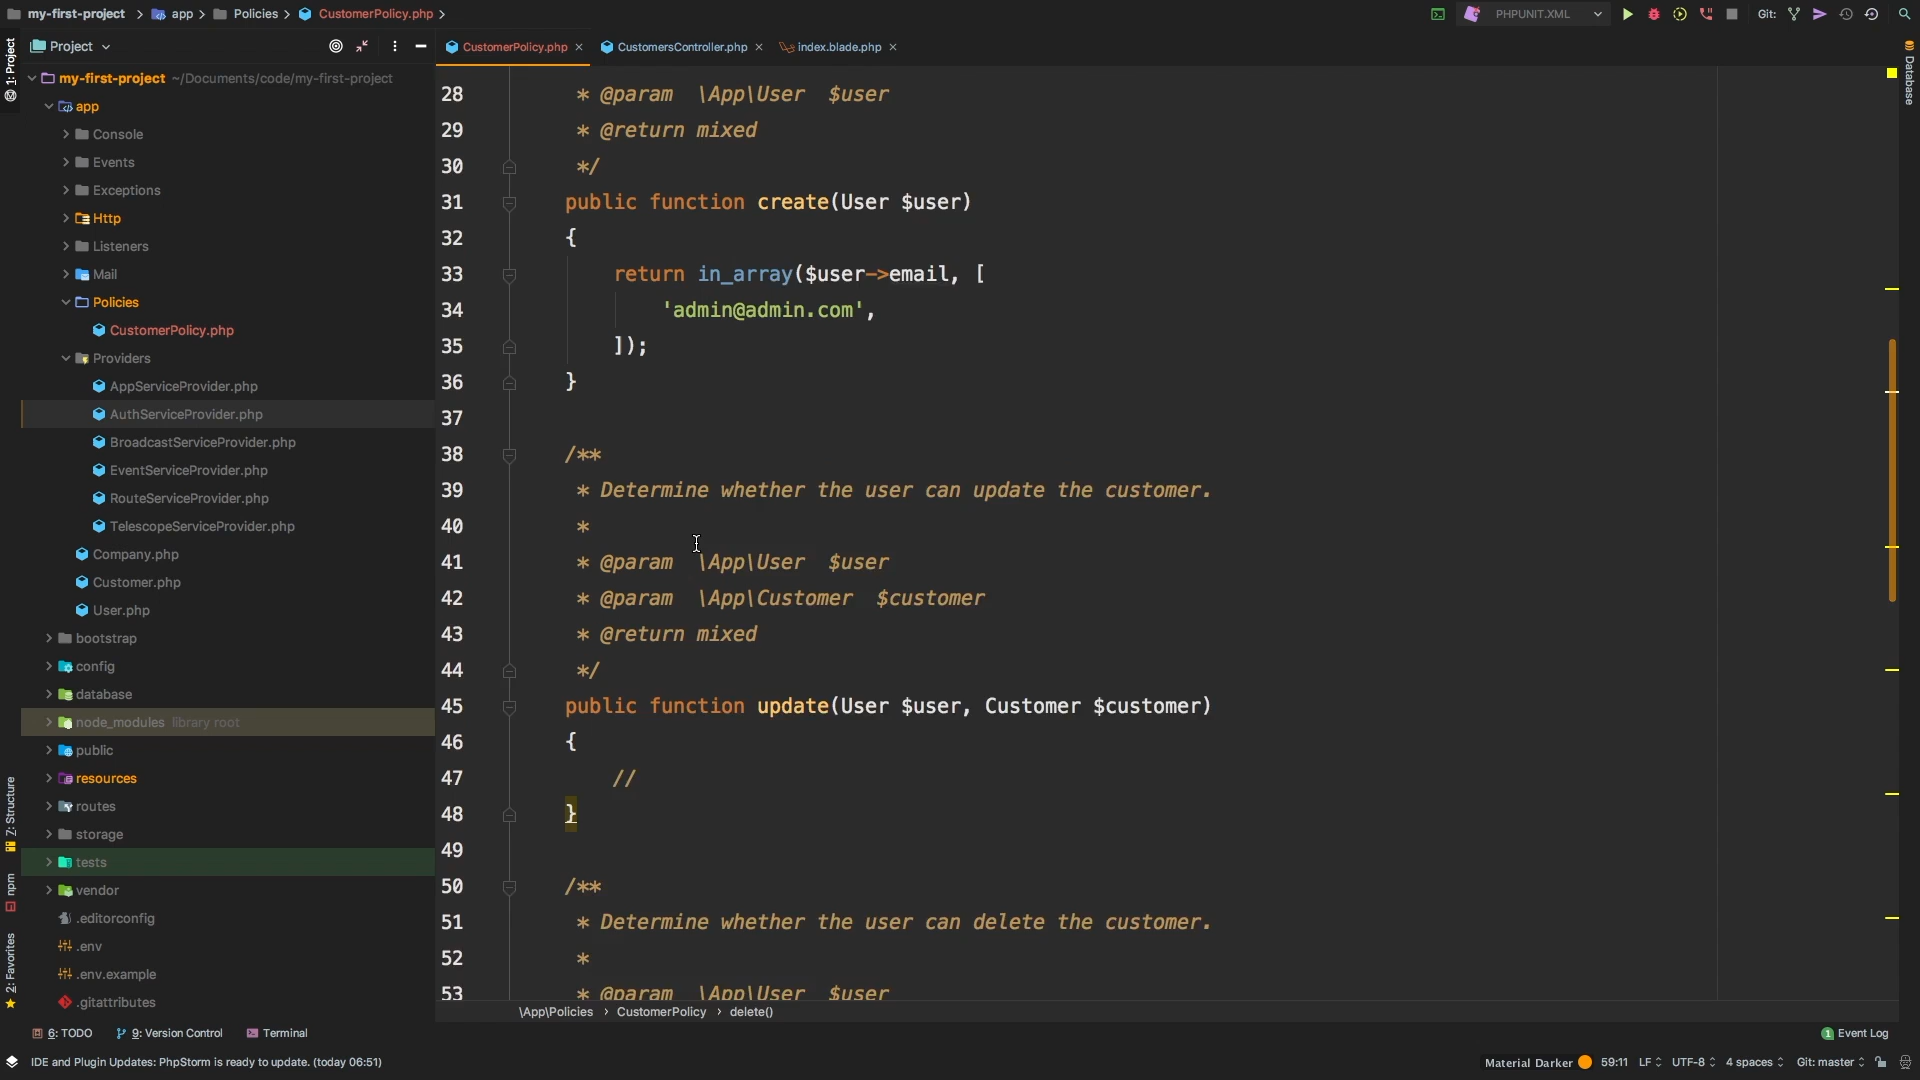 my-first-project > app > Policies > CustomerPolicy.php >
PHPUNIT.XML
Git:
1: Project
Project
CustomerPolicy.php
CustomersController.php
index.blade.php
Database
my-first-project ~/Documents/code/my-first-project
app
Console
Events
Exceptions
Http
Listeners
Mail
Policies
CustomerPolicy.php
Providers
AppServiceProvider.php
AuthServiceProvider.php
BroadcastServiceProvider.php
EventServiceProvider.php
RouteServiceProvider.php
TelescopeServiceProvider.php
Company.php
Customer.php
User.php
bootstrap
config
database
node_modules library root
public
resources
routes
storage
tests
vendor
.editorconfig
.env
.env.example
.gitattributes
Z: Structure
npm
2: Favorites
28 * @param \App\User $user
29 * @return mixed
30 */
31 public function create(User $user)
32 {
33 return in_array($user->email, [
34 'admin@admin.com',
35 ]);
36 }
37
38 /**
39 * Determine whether the user can update the customer.
40 *
41 * @param \App\User $user
42 * @param \App\Customer $customer
43 * @return mixed
44 */
45 public function update(User $user, Customer $customer)
46 {
47 //
48 }
49
50 /**
51 * Determine whether the user can delete the customer.
52 *
53 * @param \App\User $user
\App\Policies > CustomerPolicy > delete()
6: TODO
9: Version Control
Terminal
1 Event Log
IDE and Plugin Updates: PhpStorm is ready to update. (today 06:51)
Material Darker
59:11
LF
UTF-8
4 spaces
Git: master